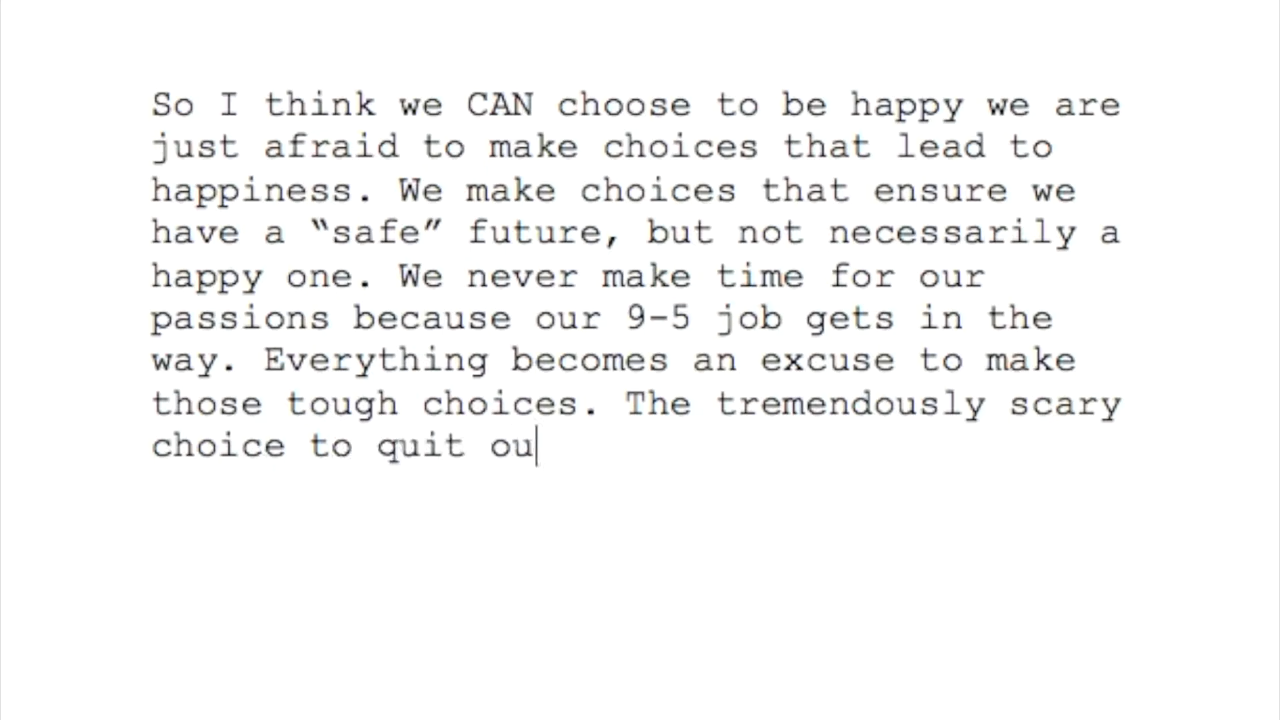 So I think we CAN choose to be happy we are
just afraid to make choices that lead to
happiness. We make choices that ensure we
have a “safe” future, but not necessarily a
happy one. We never make time for our
passions because our 9-5 job gets in the
way. Everything becomes an excuse to make
those tough choices. The tremendously scary
choice to quit ou